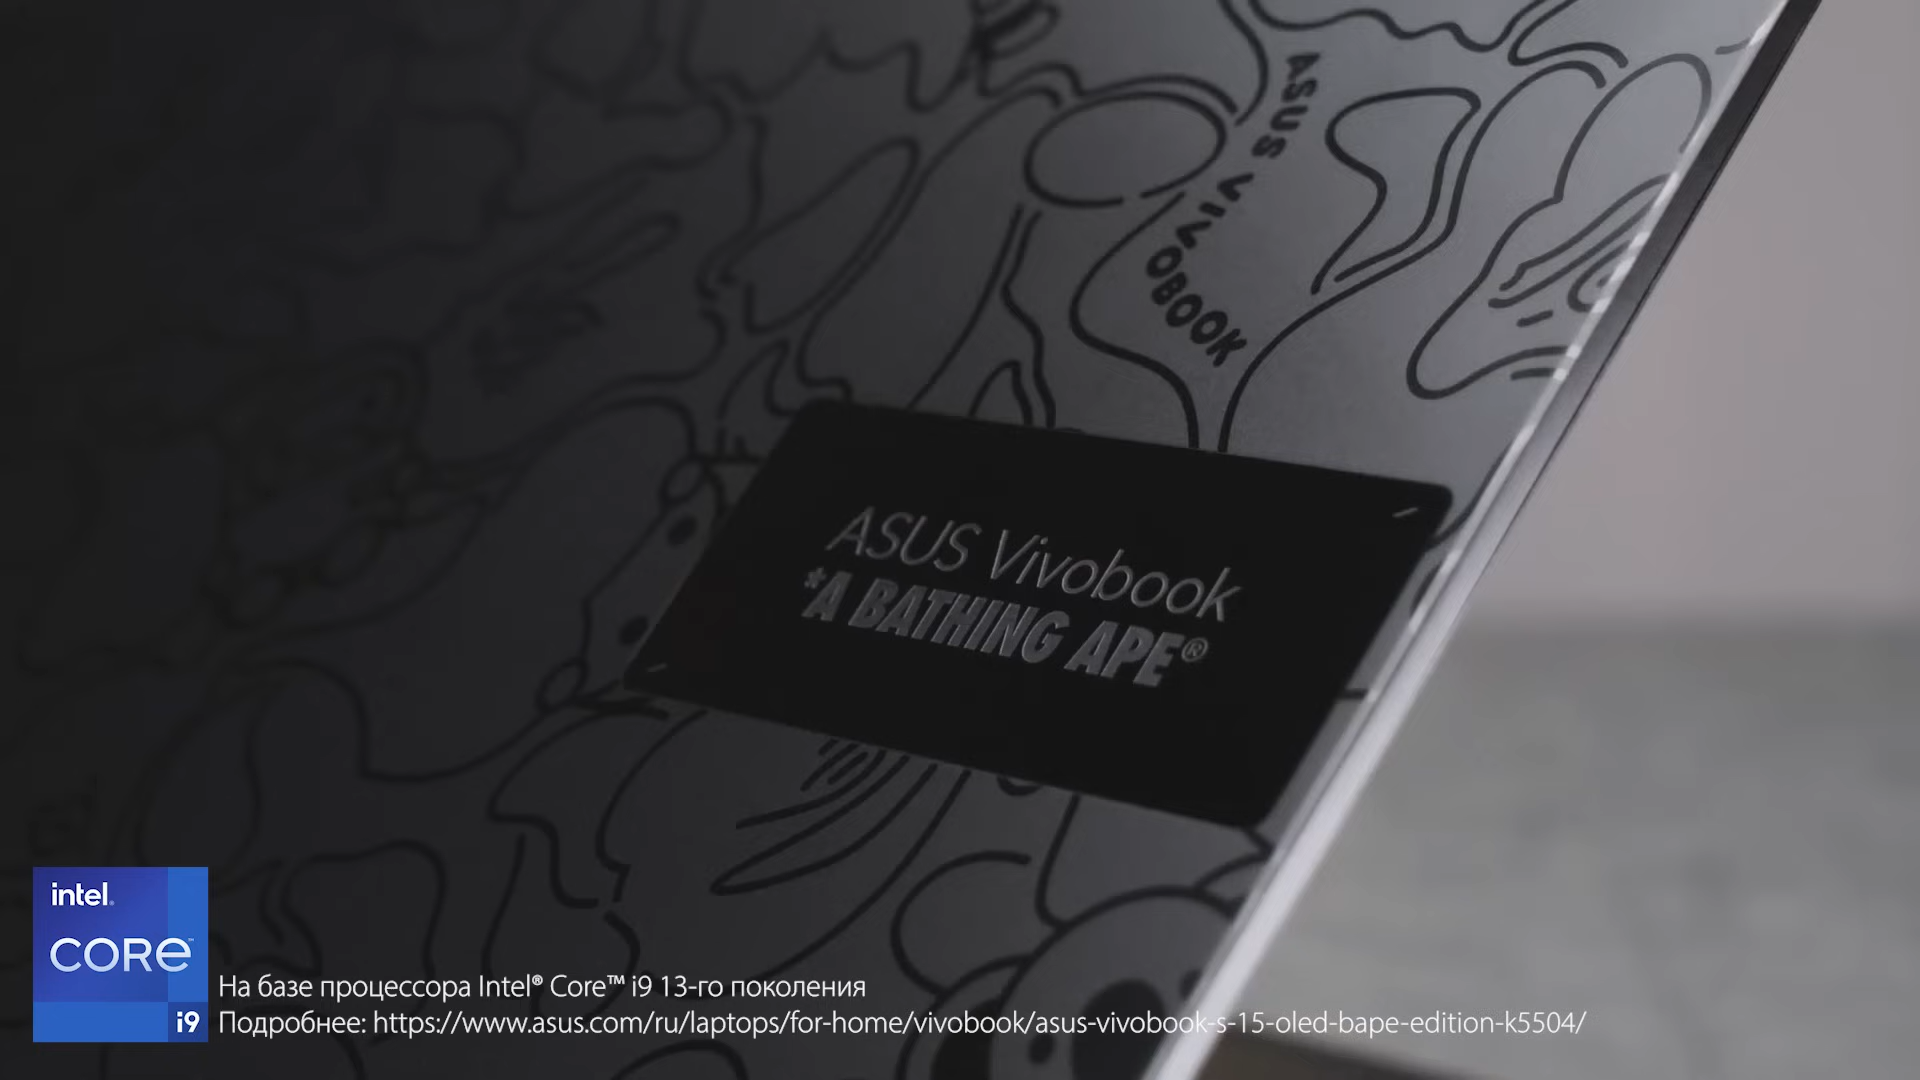 ASUS VIVOBOOK
ASUS Vivobook
*A BATHING APE®
intel.
CORE™
i9
На базе процессора Intel® Core™ i9 13-го поколения
Подробнее: https://www.asus.com/ru/laptops/for-home/vivobook/asus-vivobook-s-15-oled-bape-edition-k5504/